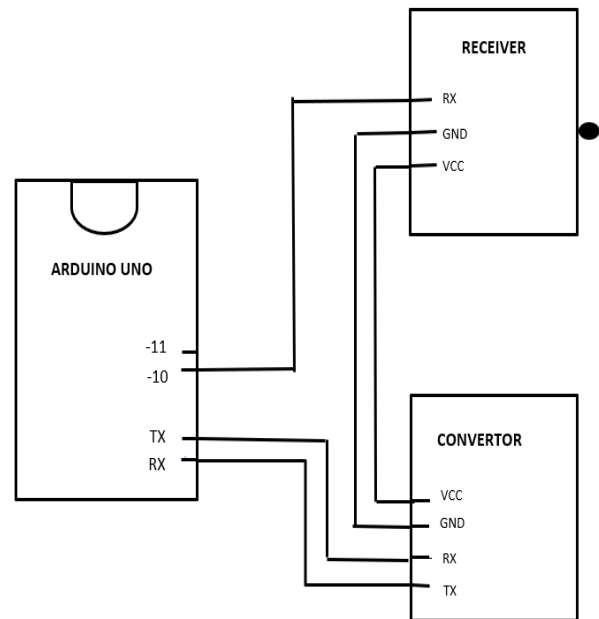 RECEIVER
RX
GND
VCC
ARDUINO UNO
-11
-10
TX
RX
CONVERTOR
VCC
GND
RX
TX